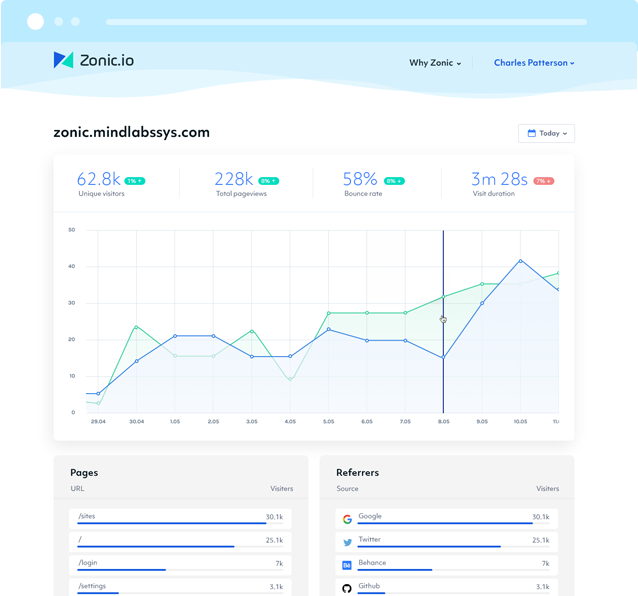 Zonic.io
Why Zonic
Charles Patterson
zonic.mindlabssys.com
Today
62.8k 1%
Unique visitors
228k 6%
Total pageviews
58% 8%
Bounce rate
3m 28s 7%
Visit duration
50
40
30
20
10
0
29.04 30.04 1.05 2.05 3.05 4.05 5.05 6.05 7.05 8.05 9.05 10.05
Pages
URL Visiters
/sites 30.1k
/ 25.1k
/login 7k
/settings 3.1k
Referrers
Source Visiters
Google 30.1k
Twitter 25.1k
Bē Behance 7k
Github 3.1k